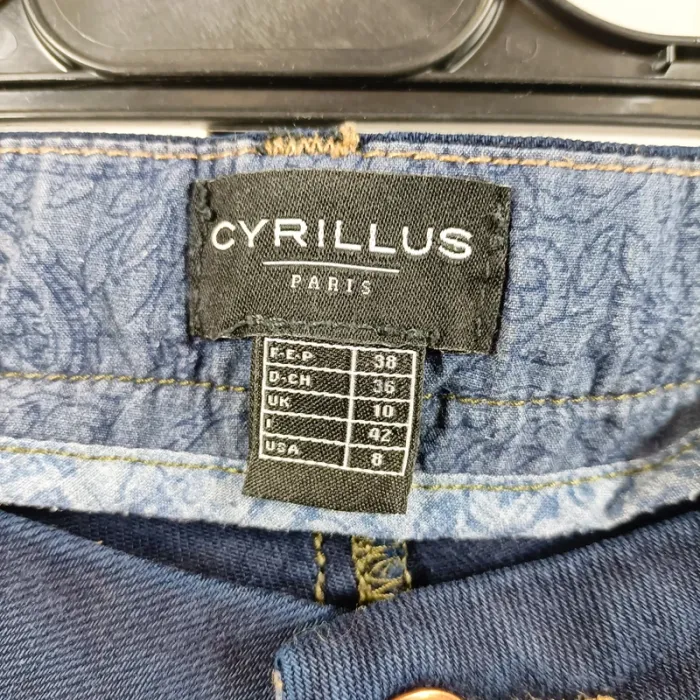 CYRILLUS
PARIS
F-E-P 38
D-CH 36
UK 10
I 42
USA 8